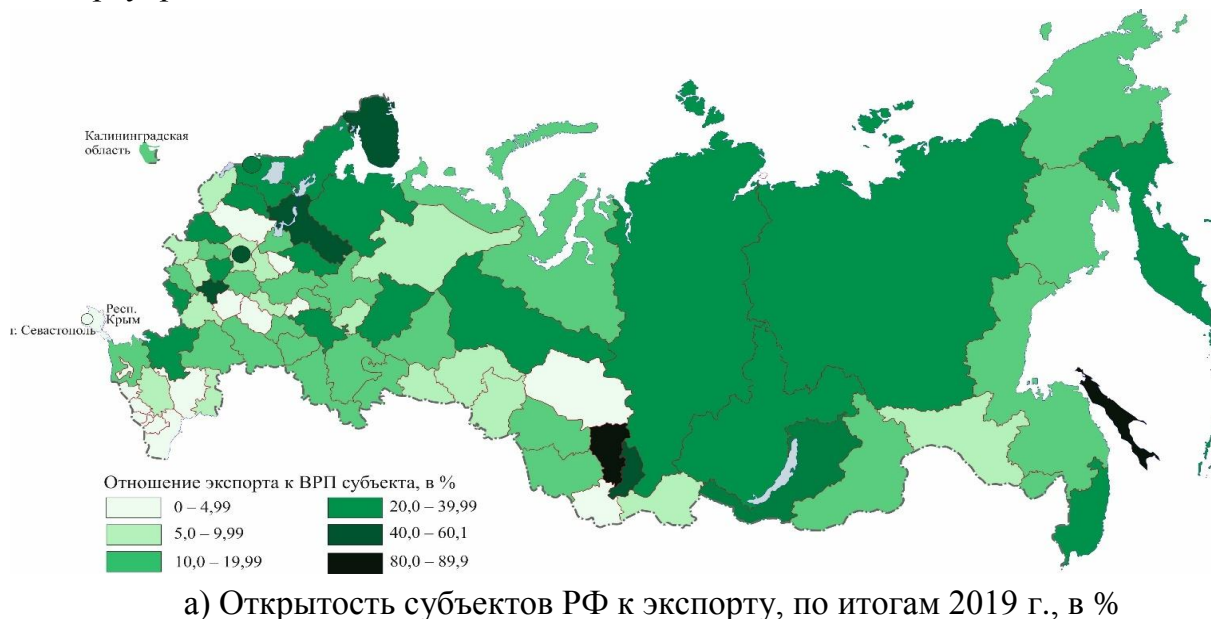 Калининградская
область
Респ.
Крым
г. Севастополь
Отношение экспорта к ВРП субъекта, в %
0 – 4,99
5,0 – 9,99
10,0 – 19,99
20,0 – 39,99
40,0 – 60,1
80,0 – 89,9
а) Открытость субъектов РФ к экспорту, по итогам 2019 г., в %